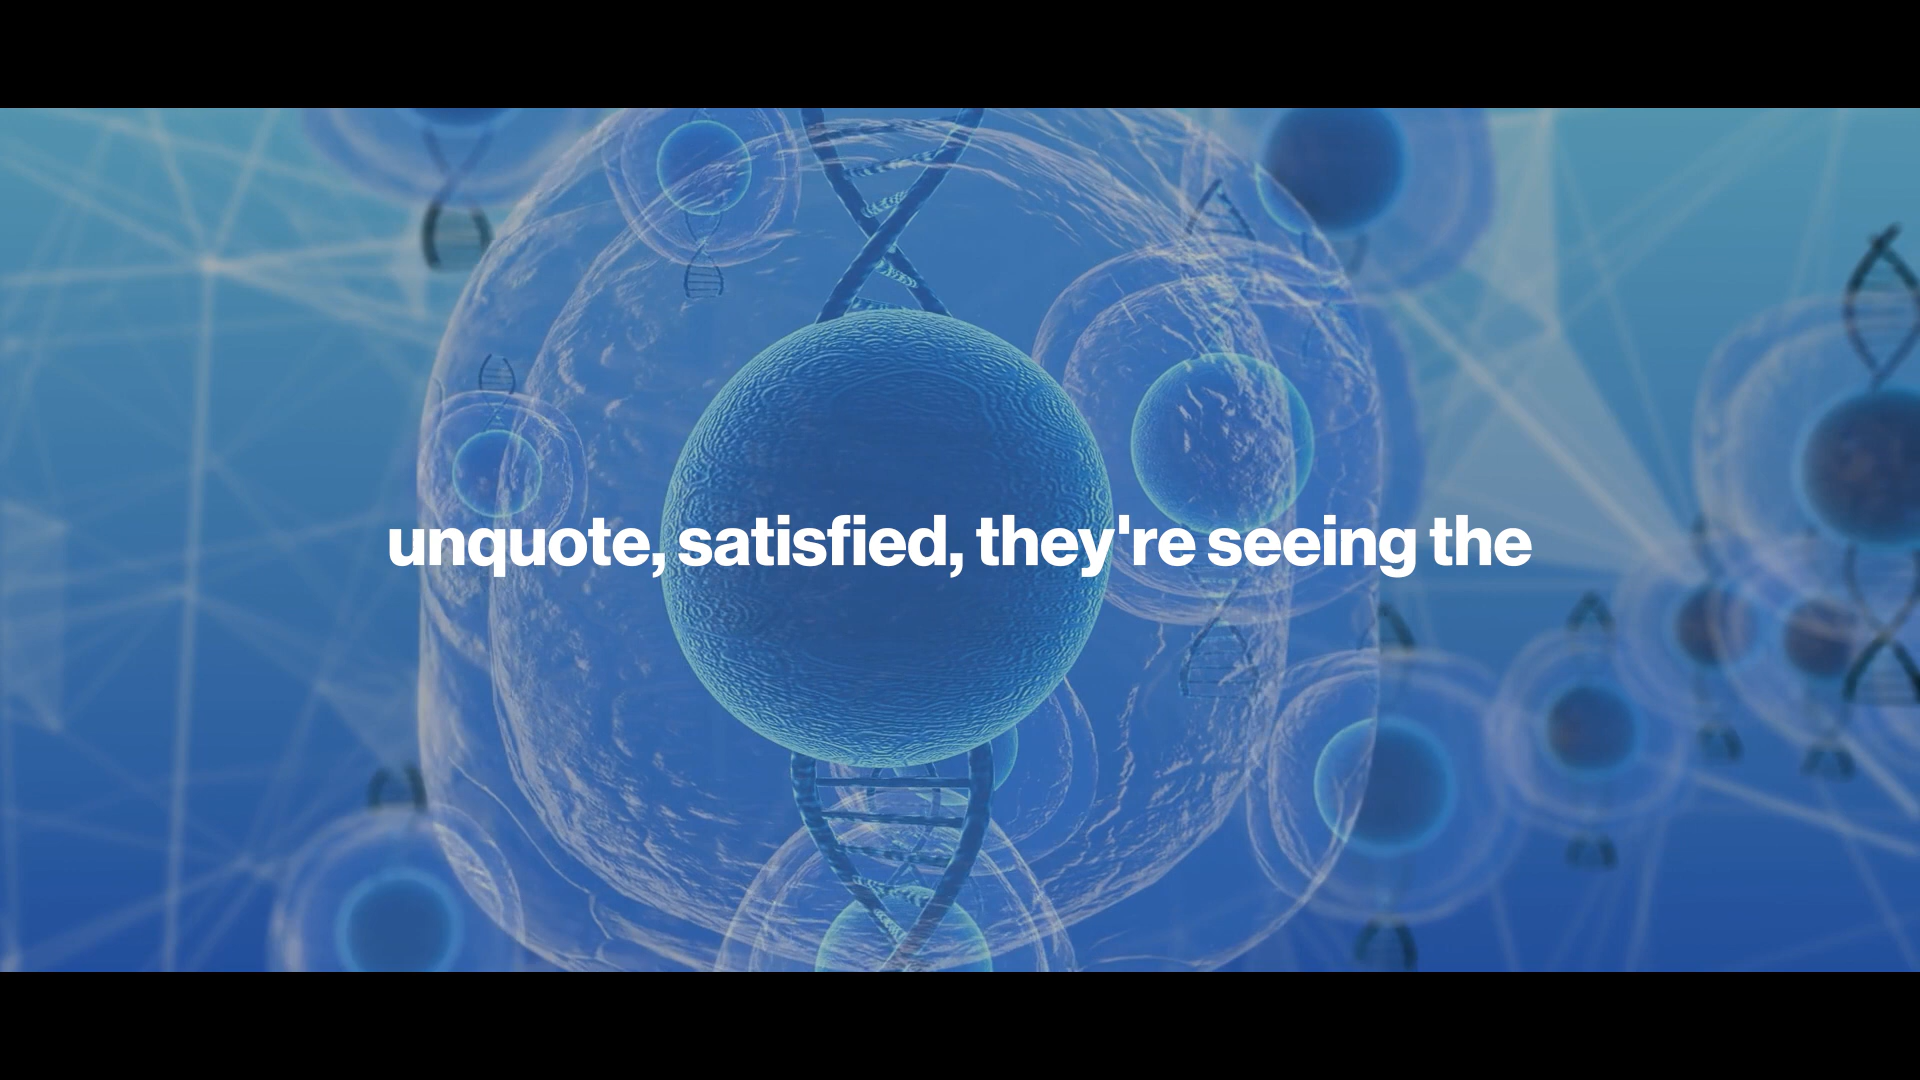 unquote, satisfied, they're seeing the